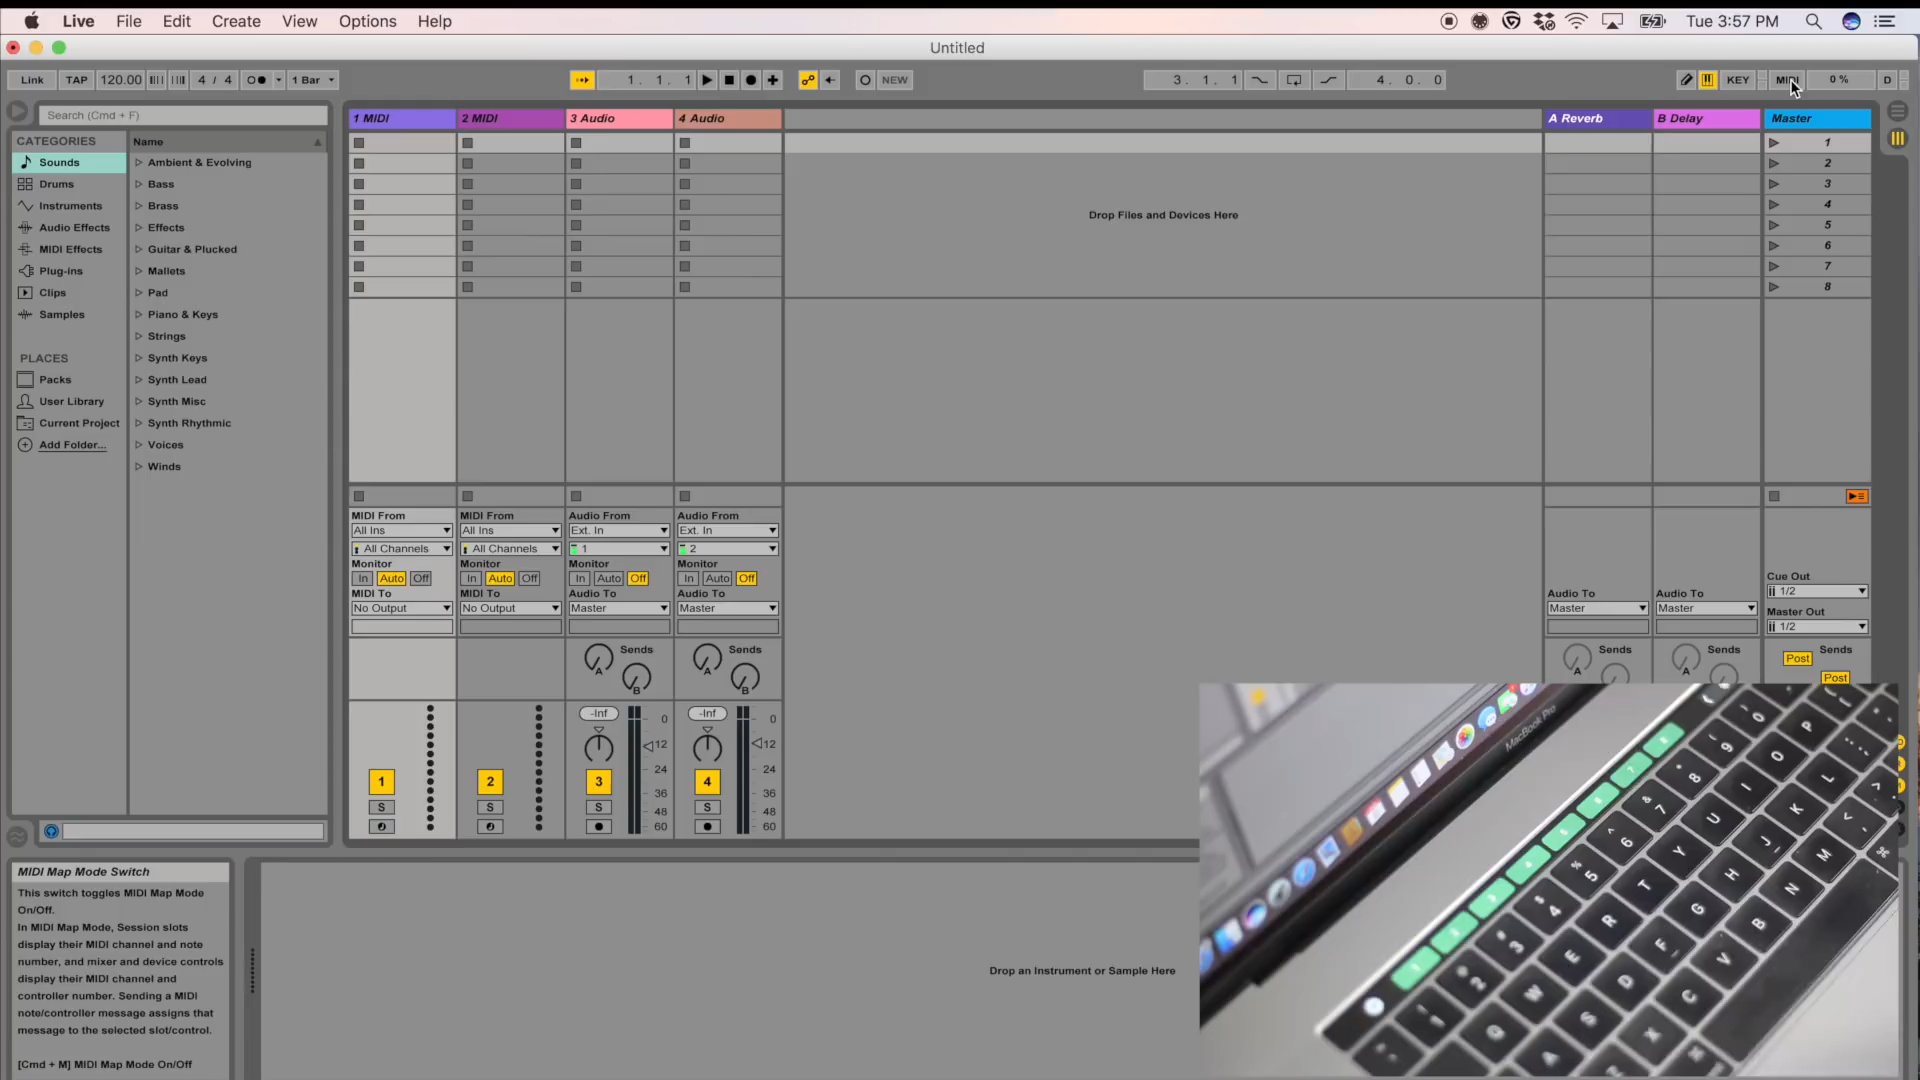 Live File Edit Create View Options Help Tue 3:57 PM
Untitled
Link TAP 120.00 4 / 4 1 Bar 1. 1. 1 NEW 3. 1. 1 4. 0. 0 KEY MIDI 0 % D
Search (Cmd + F)
CATEGORIES
Sounds
Drums
Instruments
Audio Effects
MIDI Effects
Plug-ins
Clips
Samples
PLACES
Packs
User Library
Current Project
Add Folder...
Name
Ambient & Evolving
Bass
Brass
Effects
Guitar & Plucked
Mallets
Pad
Piano & Keys
Strings
Synth Keys
Synth Lead
Synth Misc
Synth Rhythmic
Voices
Winds
1 MIDI 2 MIDI 3 Audio 4 Audio A Reverb B Delay Master
1
2
3
4
5
6
7
8
Drop Files and Devices Here
MIDI From MIDI From Audio From Audio From
All Ins All Ins Ext. In Ext. In
All Channels All Channels 1 2
Monitor Monitor Monitor Monitor
In Auto Off In Auto Off In Auto Off In Auto Off
MIDI To MIDI To Audio To Audio To Audio To Audio To
No Output No Output Master Master Master Master
Cue Out
1/2
Master Out
1/2
Sends Sends Sends Sends Sends
A B A B A A Post
Post
-Inf -Inf
0 12 24 36 48 60
0 12 24 36 48 60
1 2 3 4
S S S S
MIDI Map Mode Switch
This switch toggles MIDI Map Mode
On/Off.
In MIDI Map Mode, Session slots
display their MIDI channel and note
number, and mixer and device controls
display their MIDI channel and
controller number. Sending a MIDI
note/controller message assigns that
message to the selected slot/control.
[Cmd + M] MIDI Map Mode On/Off
Drop an Instrument or Sample Here
MacBook Pro
2 3 4 5 6 7 8 9 0
Q W E R T Y U I O P
A S D F G H J K L
X C V B N M